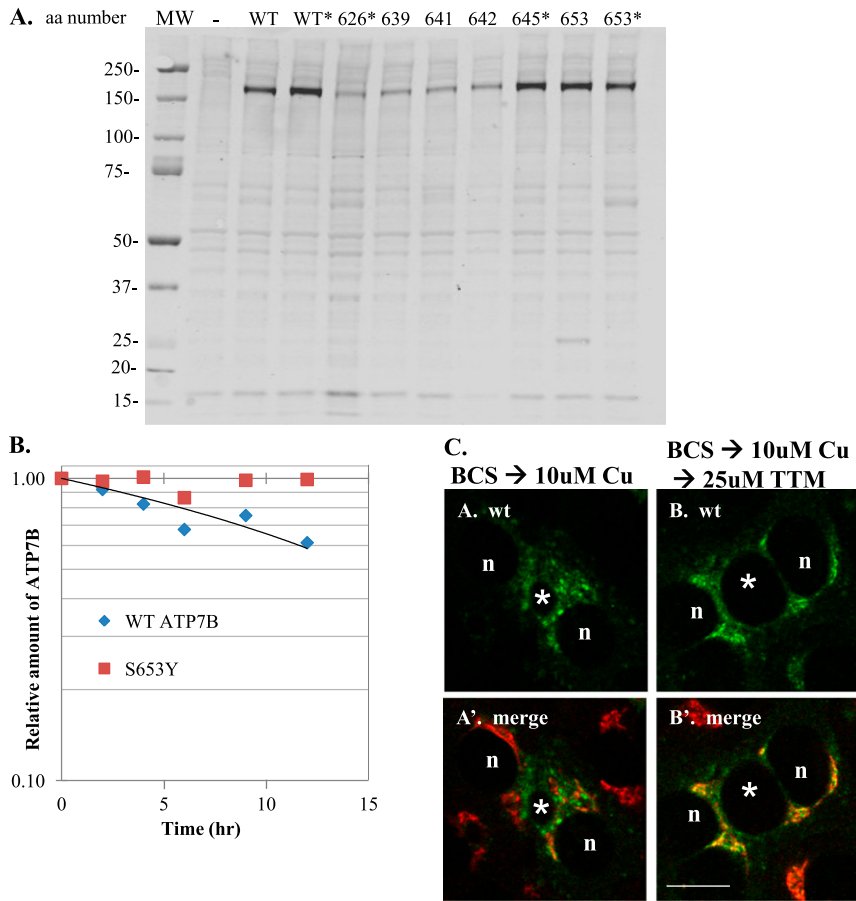 A. aa number MW - WT WT* 626* 639 641 642 645* 653 653*
250-
150-
100-
75-
50-
37-
25-
20-
15-
B.
1.00
0.10
Relative amount of ATP7B
WT ATP7B
S653Y
0 5 10 15
Time (hr)
C.
BCS → 10uM Cu
BCS → 10uM Cu
→ 25uM TTM
A. wt
n
*
n
B. wt
n
*
n
A'. merge
n
*
n
B'. merge
n
*
n